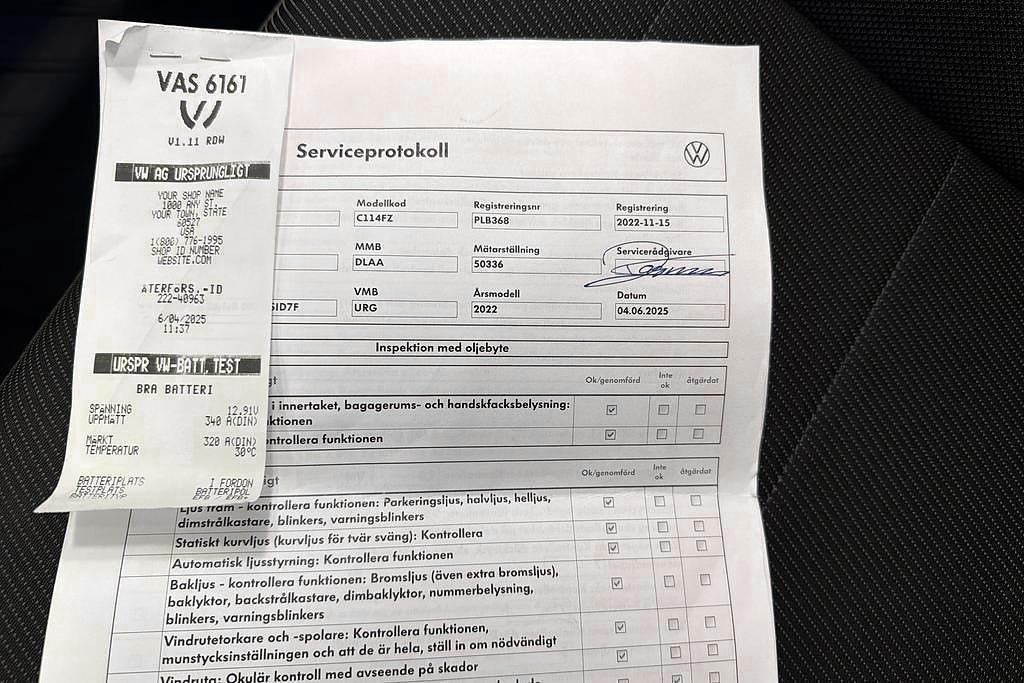 VAS 6161
V1.11 RDW
VW AG URSPRUNGLIGT
YOUR SHOP NAME
1000 ANY ST.
YOUR TOWN, STATE
60527
USA
1(800) 776-1995
SHOP ID NUMBER
WEBSITE.COM
ÅTERFÖRS.-ID
222-40963
6/04/2025
11:37
URSPR VW-BATT.TEST
BRA BATTERI
SPÄNNING 12.91V
UPPMÄTT 340 A(DIN)
MÄRKT 320 A(DIN)
TEMPERATUR 30°C
BATTERIPLATS I FORDON
TESTPLATS BATTERIPOL
Serviceprotokoll
Modellkod Registreringsnr Registrering
C114FZ PLB368 2022-11-15
MMB Mätarställning Servicerådgivare
DLAA 50336
VMB Årsmodell Datum
SID7F URG 2022 04.06.2025
Inspektion med oljebyte
gt Ok/genomförd Inte ok åtgärdat
i innertaket, bagagerums- och handskfacksbelysning:
ktionen
ontrollera funktionen
gt Ok/genomförd Inte ok åtgärdat
Ljus fram - kontrollera funktionen: Parkeringsljus, halvljus, helljus,
dimstrålkastare, blinkers, varningsblinkers
Statiskt kurvljus (kurvljus för tvär sväng): Kontrollera
Automatisk ljusstyrning: Kontrollera funktionen
Bakljus - kontrollera funktionen: Bromsljus (även extra bromsljus),
baklyktor, backstrålkastare, dimbaklyktor, nummerbelysning,
blinkers, varningsblinkers
Vindrutetorkare och -spolare: Kontrollera funktionen,
munstycksinställningen och att de är hela, ställ in om nödvändigt
Vindruta: Okulär kontroll med avseende på skador